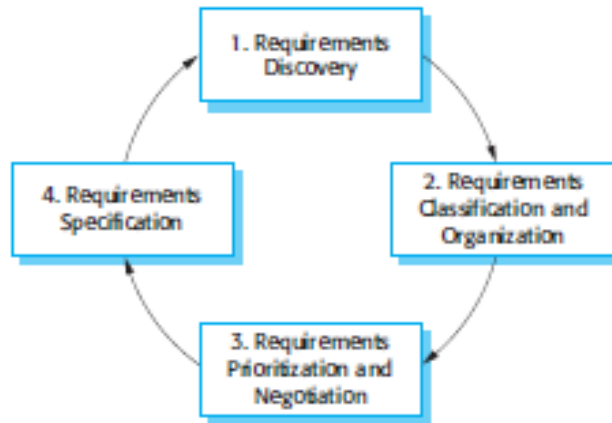 1. Requirements
Discovery
2. Requirements
Classification and
Organization
3. Requirements
Prioritization and
Negotiation
4. Requirements
Specification